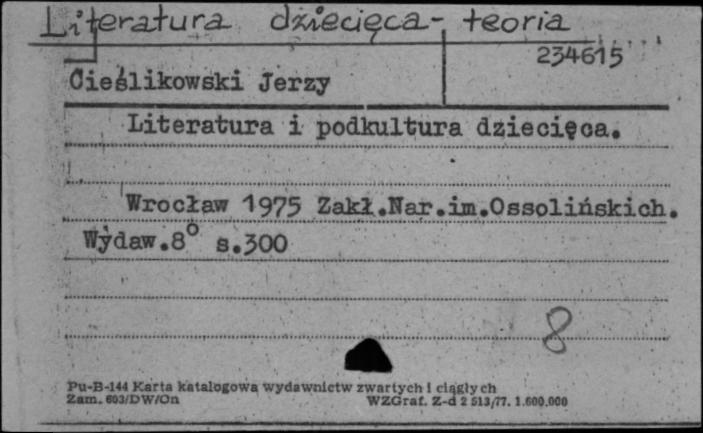 Literatura dziecięca - teoria
234615
Cieślikowski Jerzy
Literatura i podkultura dziecięca.
Wrocław 1975 Zakł.Nar.im.Ossolińskich.
Wydaw.8° s.300
8
Pu-B-144 Karta katalogowa wydawnictw zwartych i ciągłych
Zam. 603/DW/On WZGraf. Z-d 2 513/77. 1.600.000